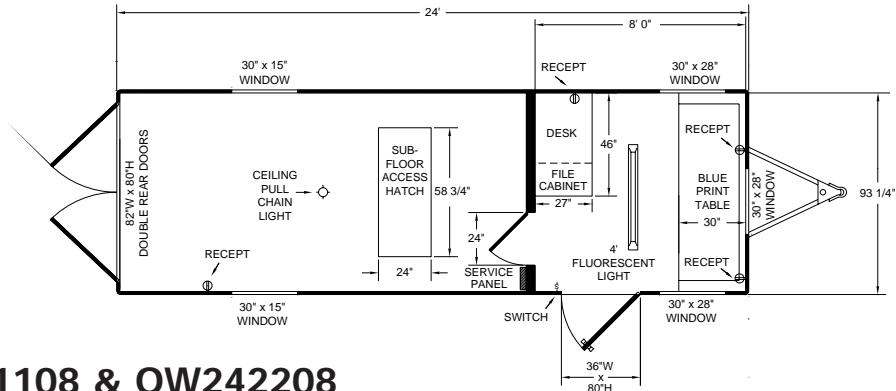 24'
8' 0"
30" x 15"
WINDOW
RECEPT
30" x 28"
WINDOW
82"W x 80"H
DOUBLE REAR DOORS
CEILING
PULL
CHAIN
LIGHT
SUB-
FLOOR
ACCESS
HATCH
58 3/4"
24"
DESK
FILE
CABINET
46"
27"
RECEPT
BLUE
PRINT
TABLE
30"
30" x 28"
WINDOW
93 1/4"
RECEPT
24"
SERVICE
PANEL
4'
FLUORESCENT
LIGHT
RECEPT
30" x 15"
WINDOW
SWITCH
30" x 28"
WINDOW
36"W
x
80"H
1108 & OW242208